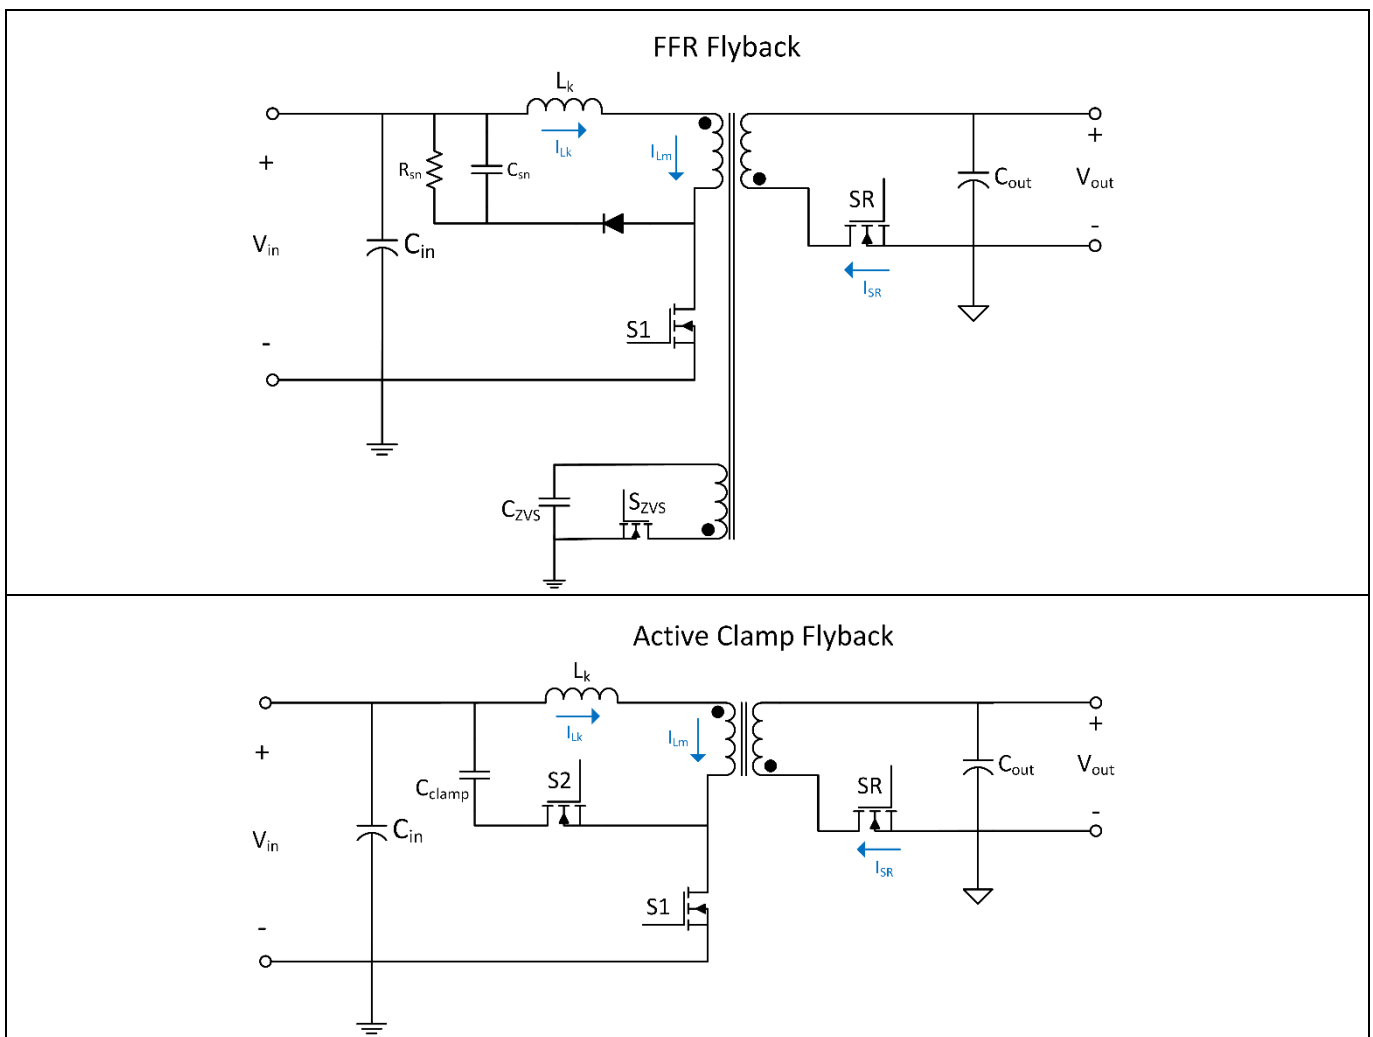 FFR Flyback
Lk
ILk
ILm
+
Rsn
Csn
SR
Cout
+
Vout
-
Vin
Cin
ISR
S1
-
CZVS
SZVS
Active Clamp Flyback
Lk
ILk
ILm
+
Cclamp
S2
SR
Cout
+
Vout
-
Vin
Cin
ISR
S1
-